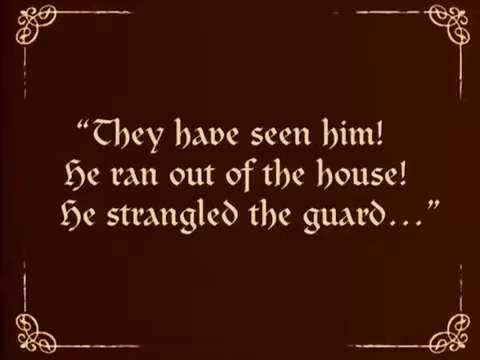 “They have seen him!
He ran out of the house!
He strangled the guard...”